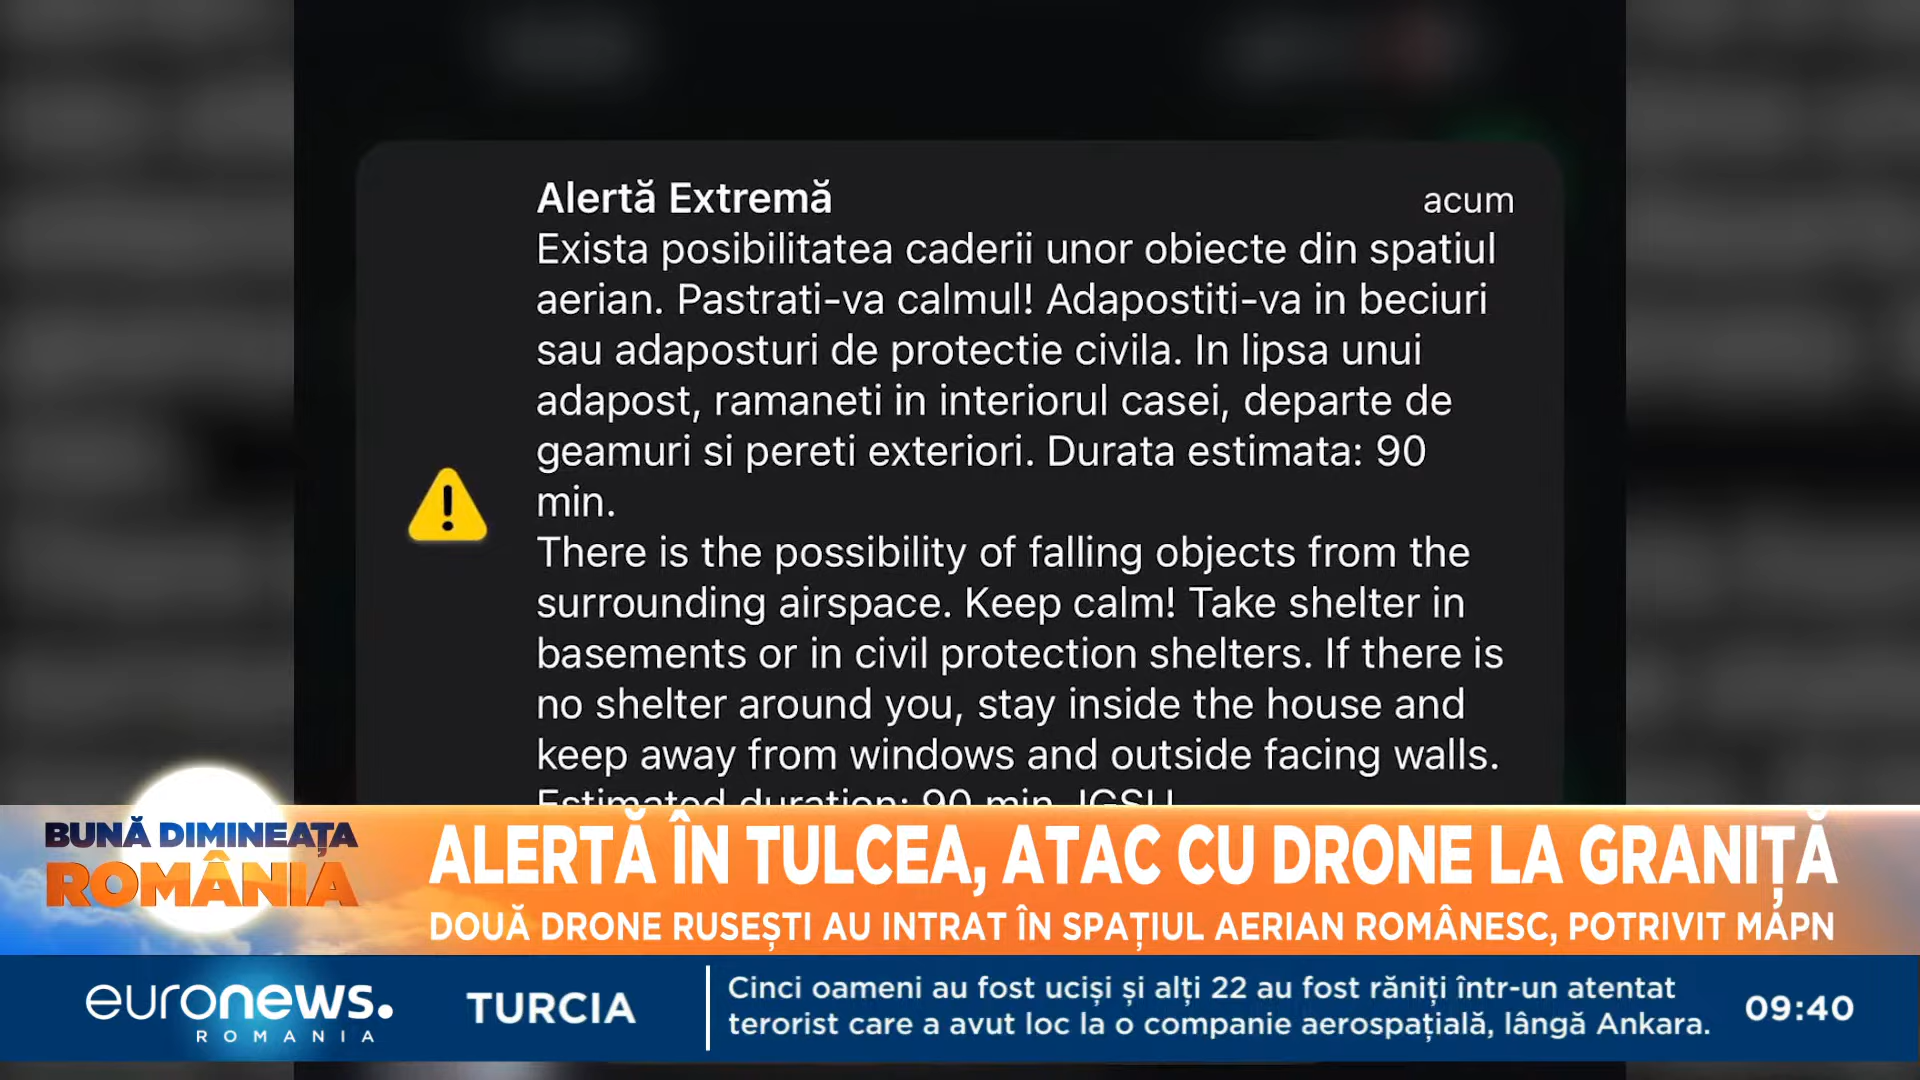 Alertă Extremă
acum
Exista posibilitatea caderii unor obiecte din spatiul
aerian. Pastrati-va calmul! Adapostiti-va in beciuri
sau adaposturi de protectie civila. In lipsa unui
adapost, ramaneti in interiorul casei, departe de
geamuri si pereti exteriori. Durata estimata: 90
min.
There is the possibility of falling objects from the
surrounding airspace. Keep calm! Take shelter in
basements or in civil protection shelters. If there is
no shelter around you, stay inside the house and
keep away from windows and outside facing walls.
Estimated duration: 90 min. IGSU
BUNĂ DIMINEAȚA
ROMÂNIA
ALERTĂ ÎN TULCEA, ATAC CU DRONE LA GRANIȚĂ
DOUĂ DRONE RUSEȘTI AU INTRAT ÎN SPAȚIUL AERIAN ROMÂNESC, POTRIVIT MAPN
euronews.
ROMANIA
TURCIA
Cinci oameni au fost uciși și alți 22 au fost răniți într-un atentat
terorist care a avut loc la o companie aerospațială, lângă Ankara.
09:40